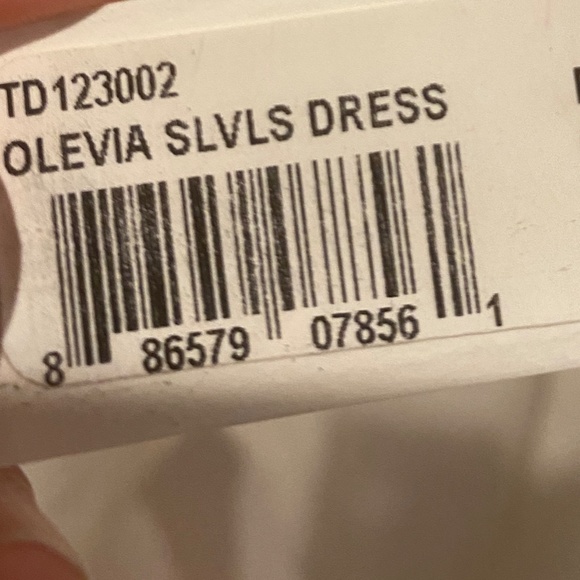 TD123002
OLEVIA SLVLS DRESS
8 86579 07856 1